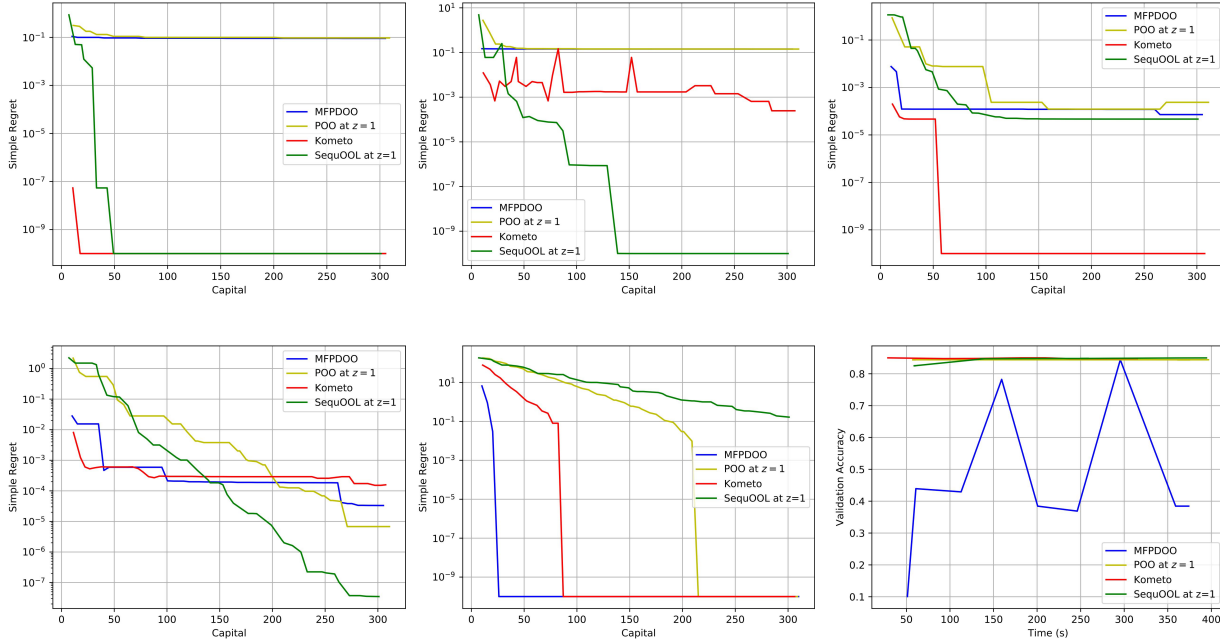 10⁻¹
10⁻³
10⁻⁵
10⁻⁷
10⁻⁹
Simple Regret
MFPDOO
POO at z = 1
Kometo
SequOOL at z=1
0 50 100 150 200 250 300
Capital
10¹
10⁻¹
10⁻³
10⁻⁵
10⁻⁷
10⁻⁹
Simple Regret
MFPDOO
POO at z = 1
Kometo
SequOOL at z=1
0 50 100 150 200 250 300
Capital
10⁻¹
10⁻³
10⁻⁵
10⁻⁷
10⁻⁹
Simple Regret
MFPDOO
POO at z = 1
Kometo
SequOOL at z=1
0 50 100 150 200 250 300
Capital
10⁰
10⁻¹
10⁻²
10⁻³
10⁻⁴
10⁻⁵
10⁻⁶
10⁻⁷
Simple Regret
MFPDOO
POO at z = 1
Kometo
SequOOL at z=1
0 50 100 150 200 250 300
Capital
10¹
10⁻¹
10⁻³
10⁻⁵
10⁻⁷
10⁻⁹
Simple Regret
MFPDOO
POO at z = 1
Kometo
SequOOL at z=1
0 50 100 150 200 250 300
Capital
0.8
0.7
0.6
0.5
0.4
0.3
0.2
0.1
Validation Accuracy
MFPDOO
POO at z = 1
Kometo
SequOOL at z=1
50 100 150 200 250 300 350 400
Time (s)